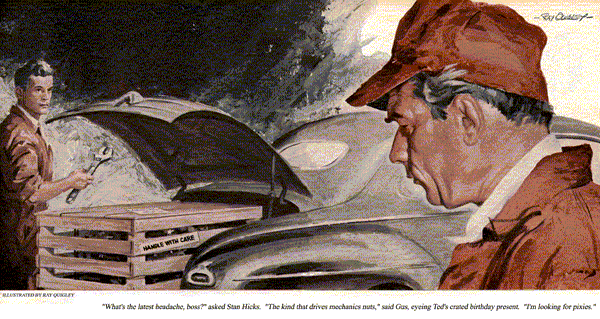 RAY QUIGLEY
HANDLE WITH CARE
ILLUSTRATED BY RAY QUIGLEY
"What's the latest headache, boss?" asked Stan Hicks. "The kind that drives mechanics nuts," said Gus, eyeing Ted's crated birthday present. "I'm looking for pixies."